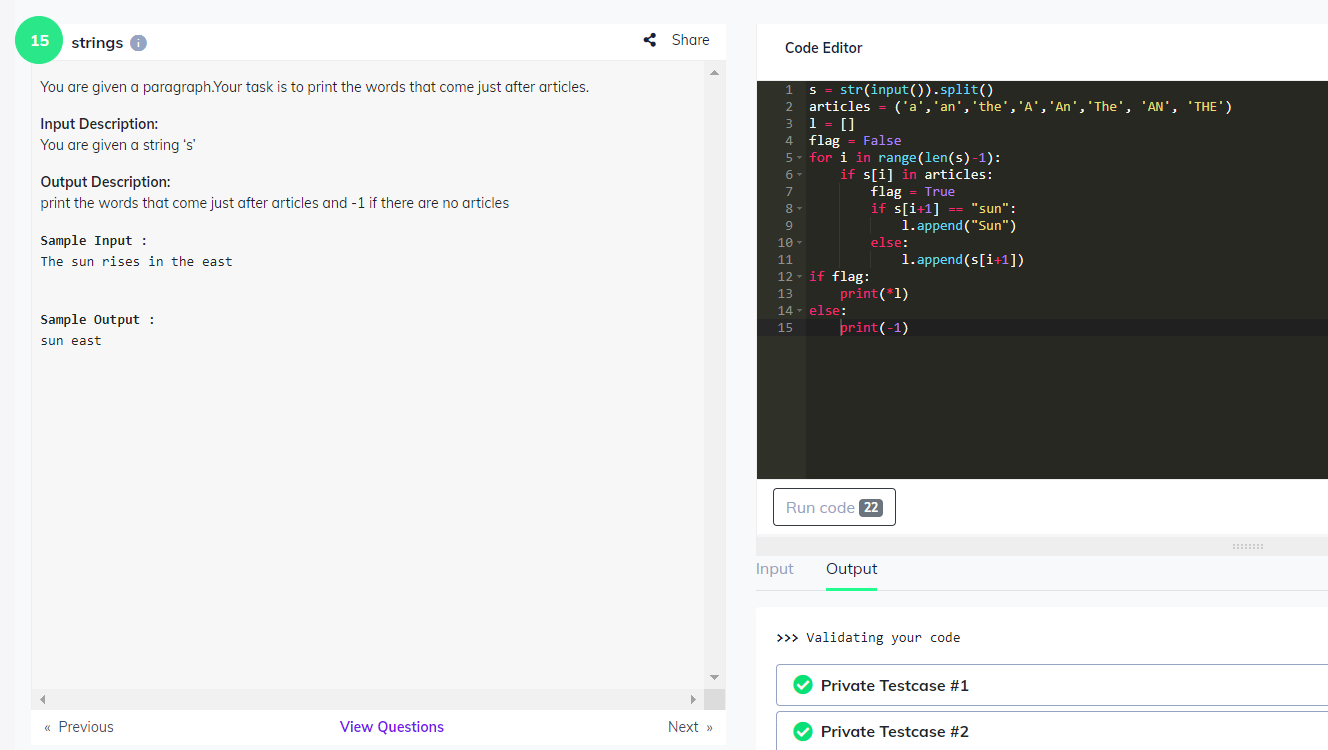 15 strings i Share
You are given a paragraph.Your task is to print the words that come just after articles.
Input Description:
You are given a string ‘s’
Output Description:
print the words that come just after articles and -1 if there are no articles
Sample Input :
The sun rises in the east
Sample Output :
sun east
« Previous View Questions Next »
Code Editor
1 s = str(input()).split()
2 articles = ('a','an','the','A','An','The', 'AN', 'THE')
3 l = []
4 flag = False
5 for i in range(len(s)-1):
6     if s[i] in articles:
7         flag = True
8         if s[i+1] == "sun":
9             l.append("Sun")
10         else:
11             l.append(s[i+1])
12 if flag:
13     print(*l)
14 else:
15     print(-1)
Run code 22
Input Output
>>> Validating your code
Private Testcase #1
Private Testcase #2